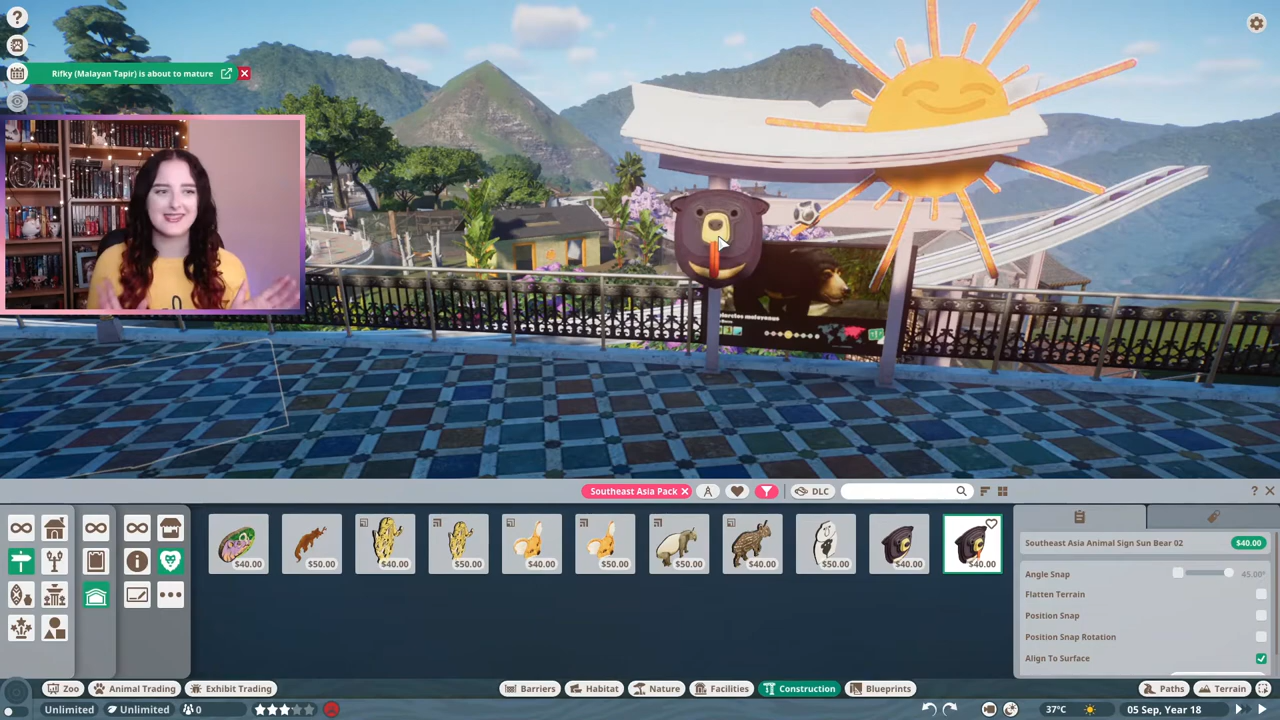 ?
Rifky (Malayan Tapir) is about to mature
Southeast Asia Pack
DLC
?
$40.00
$50.00
$40.00
$50.00
$40.00
$50.00
$50.00
$40.00
$50.00
$40.00
$40.00
Southeast Asia Animal Sign Sun Bear 02
$40.00
Angle Snap
45.00°
Flatten Terrain
Position Snap
Position Snap Rotation
Align To Surface
Zoo
Animal Trading
Exhibit Trading
Barriers
Habitat
Nature
Facilities
Construction
Blueprints
Paths
Terrain
Unlimited
Unlimited
0
37°C
05 Sep, Year 18